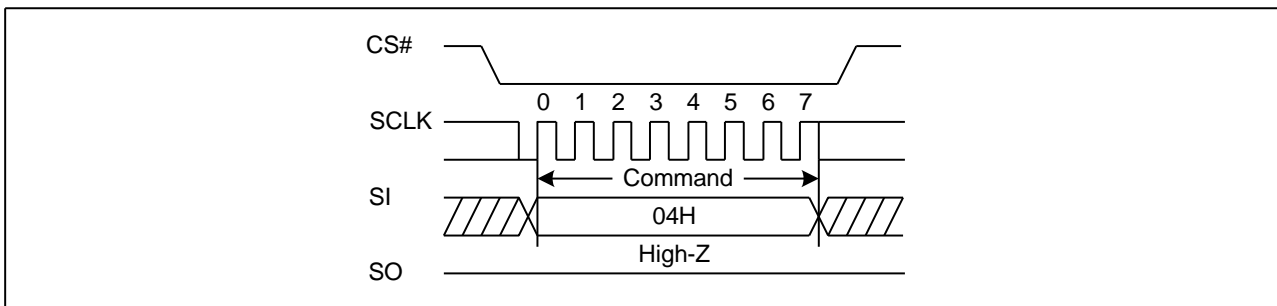 CS#
0 1 2 3 4 5 6 7
SCLK
Command
SI
04H
High-Z
SO